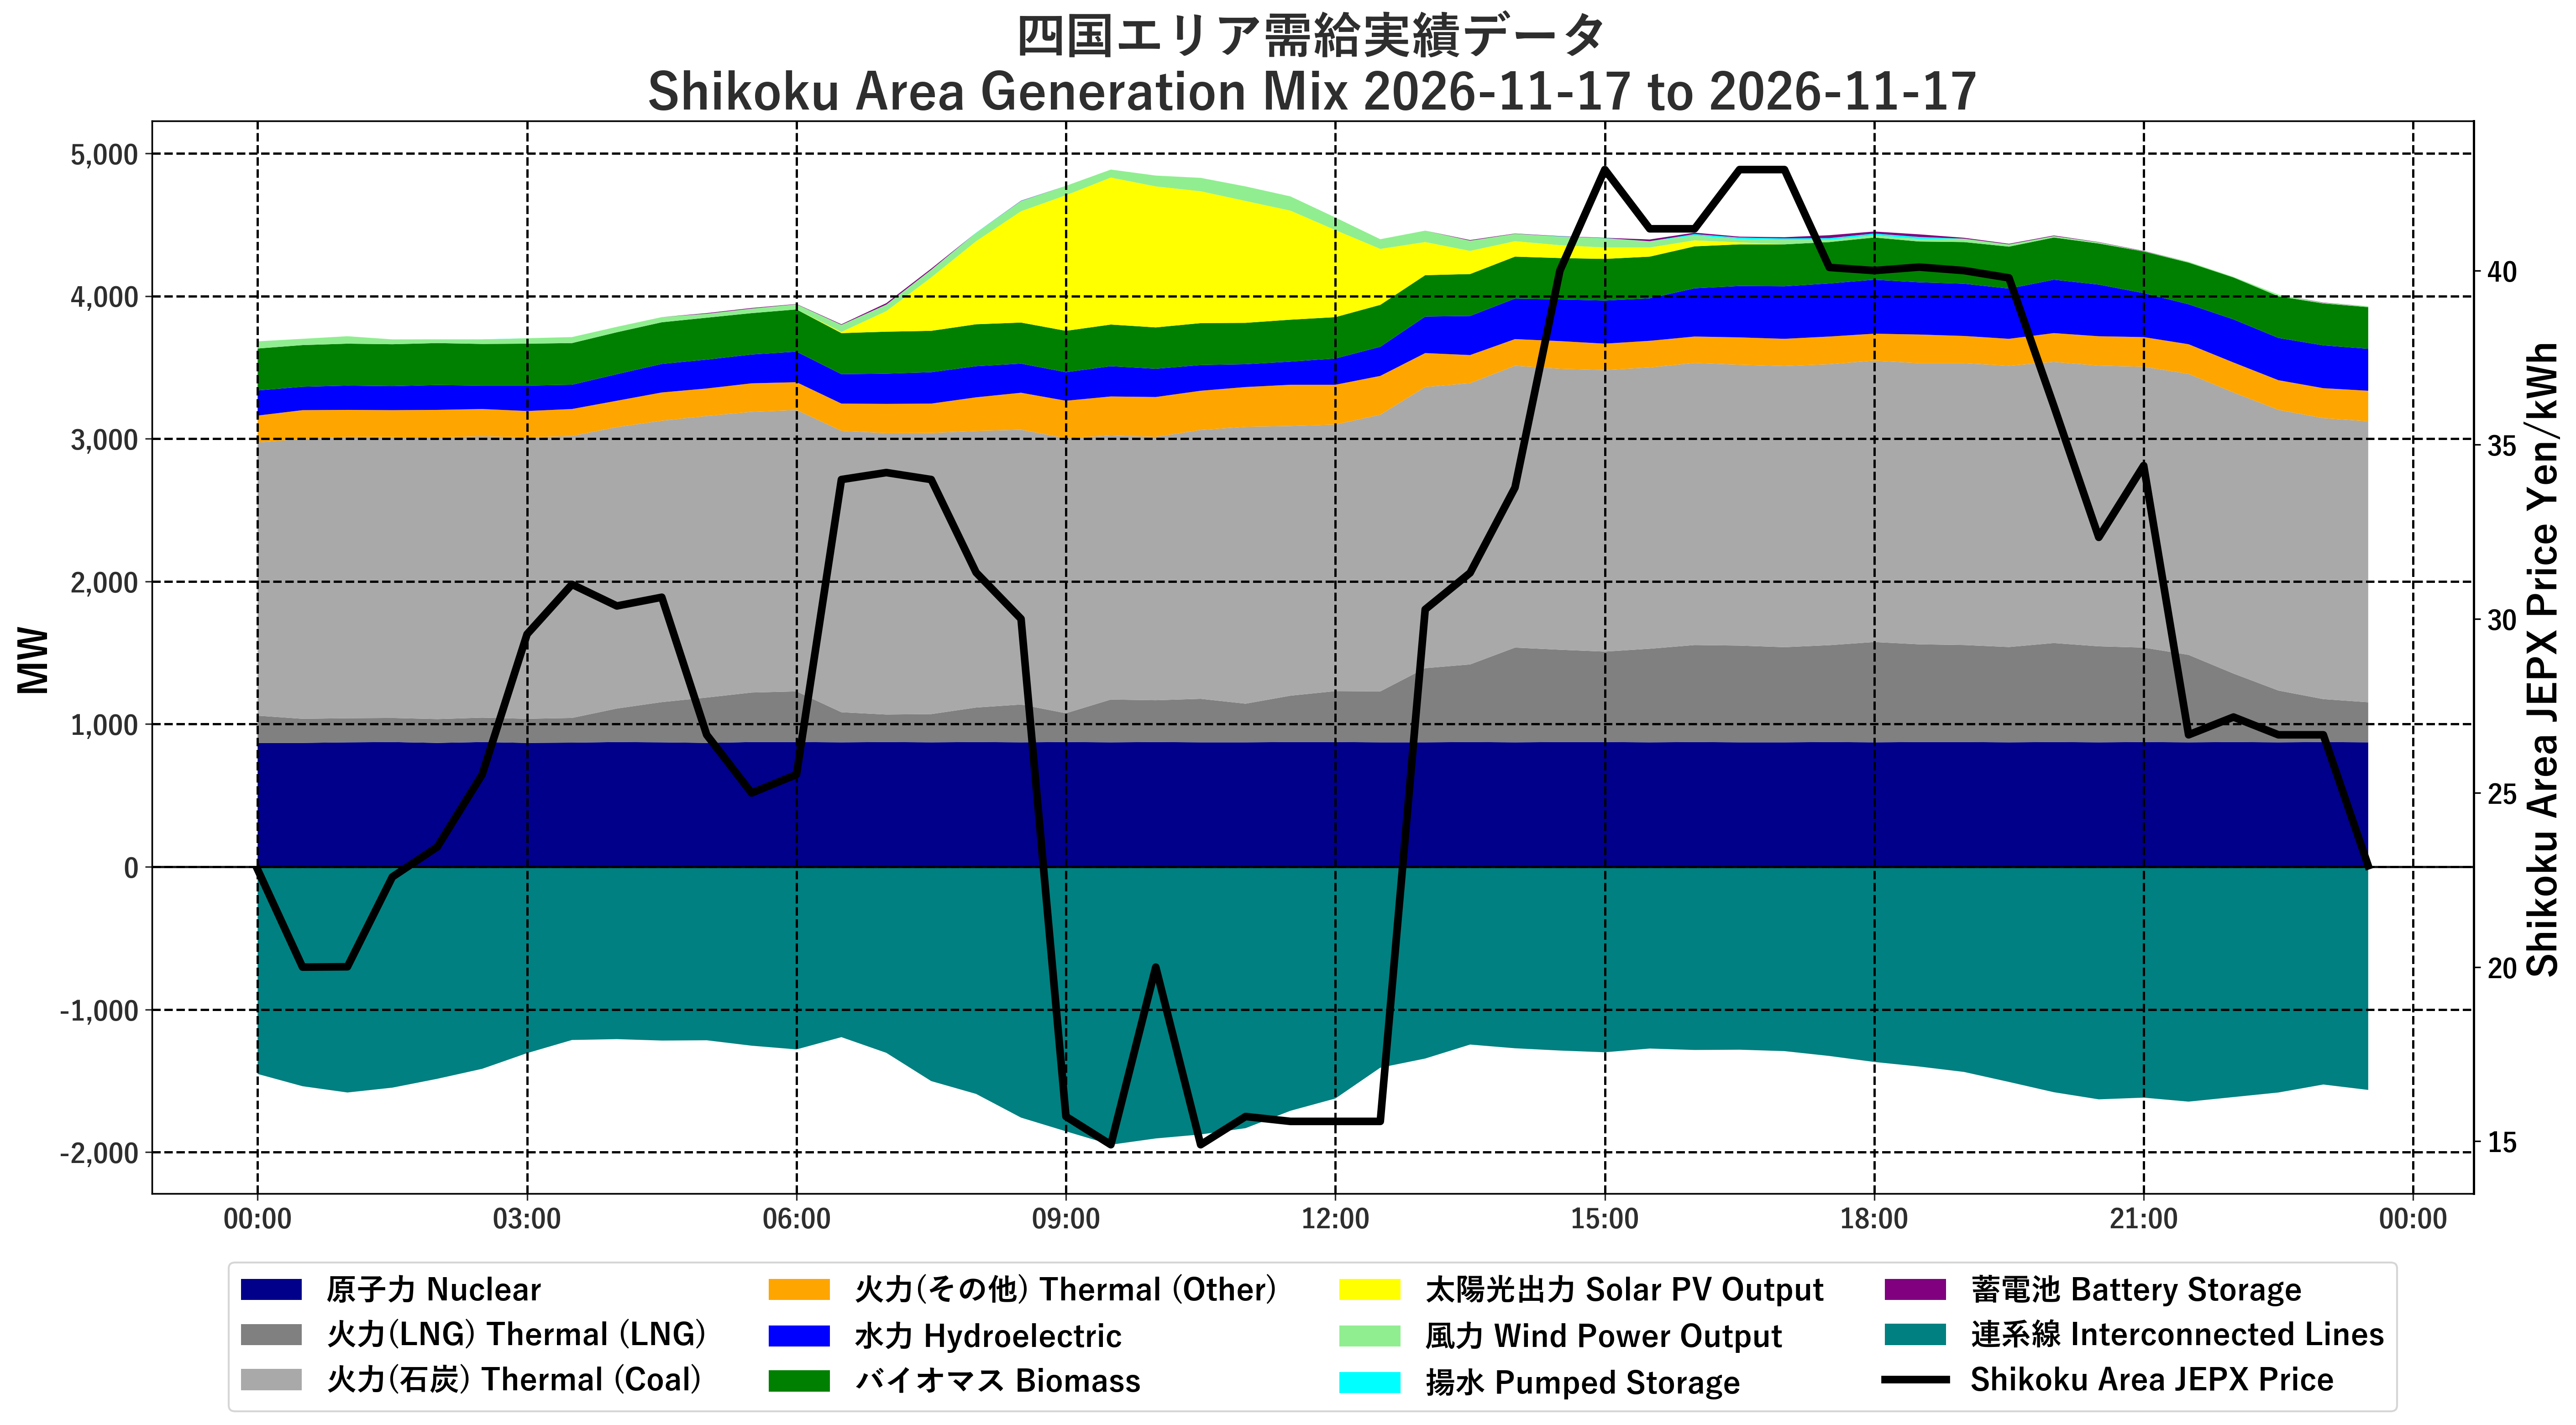 四国エリア需給実績データ
Shikoku Area Generation Mix 2026-11-17 to 2026-11-17
MW
5,000
4,000
3,000
2,000
1,000
0
-1,000
-2,000
40
35
30
25
20
15
Shikoku Area JEPX Price Yen/kWh
00:00 03:00 06:00 09:00 12:00 15:00 18:00 21:00 00:00
原子力 Nuclear
火力(LNG) Thermal (LNG)
火力(石炭) Thermal (Coal)
火力(その他) Thermal (Other)
水力 Hydroelectric
バイオマス Biomass
太陽光出力 Solar PV Output
風力 Wind Power Output
揚水 Pumped Storage
蓄電池 Battery Storage
連系線 Interconnected Lines
Shikoku Area JEPX Price